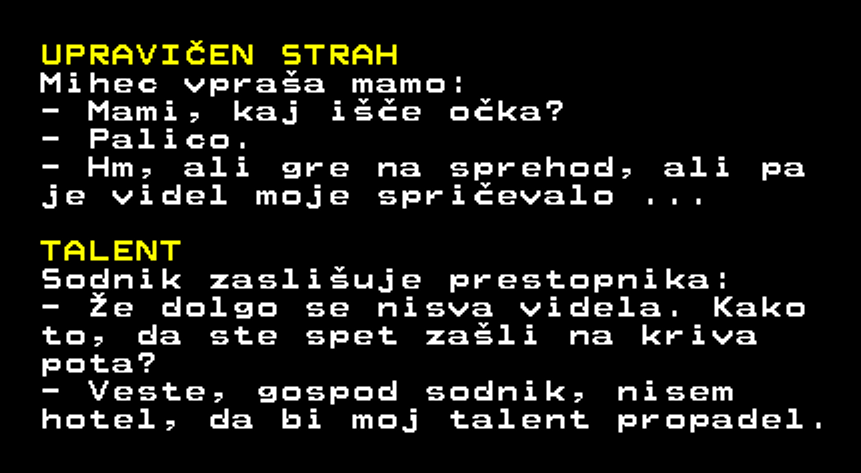 UPRAVIČEN STRAH
Mihec vpraša mamo:
- Mami, kaj išče očka?
- Palico.
- Hm, ali gre na sprehod, ali pa
je videl moje spričevalo ...
TALENT
Sodnik zaslišuje prestopnika:
- Že dolgo se nisva videla. Kako
to, da ste spet zašli na kriva
pota?
- Veste, gospod sodnik, nisem
hotel, da bi moj talent propadel.